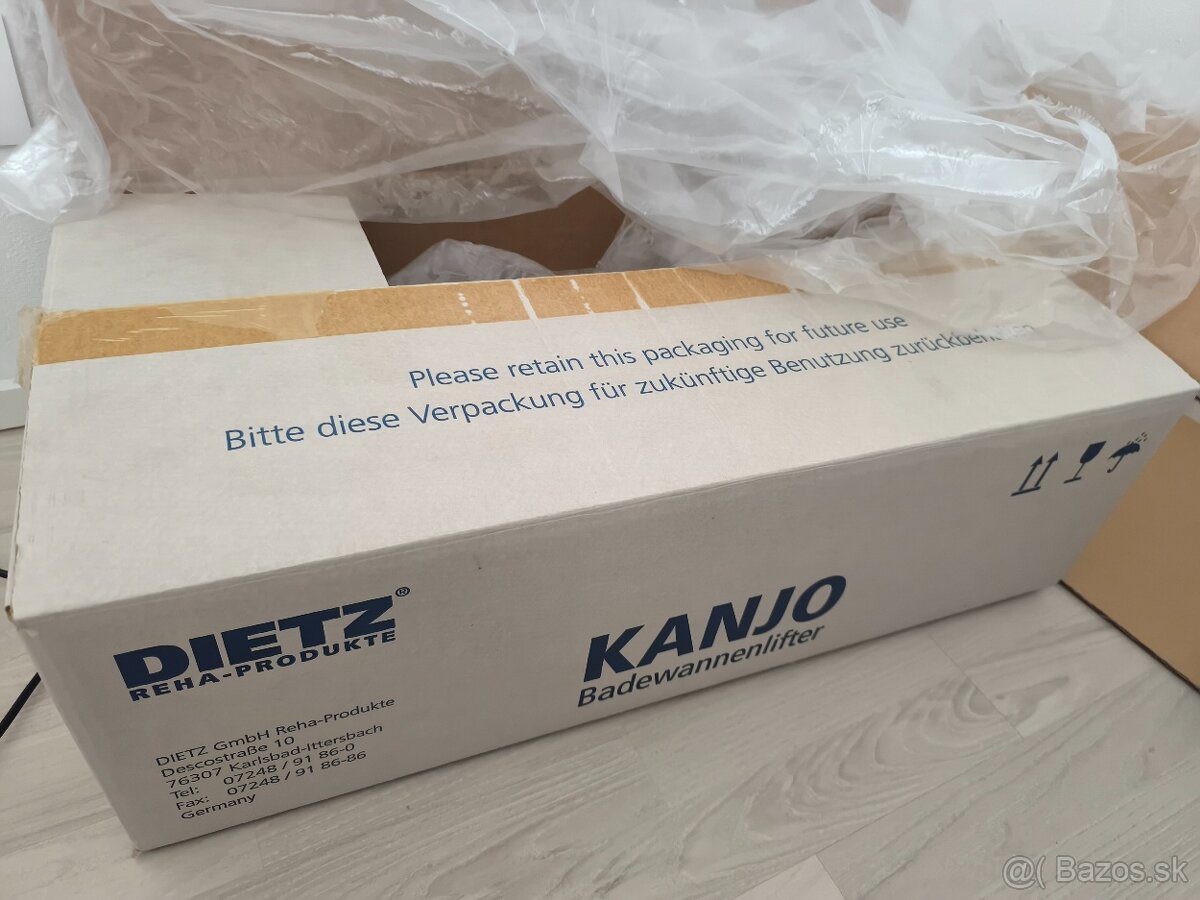 Please retain this packaging for future use
Bitte diese Verpackung für zukünftige Benutzung
DIETZ®
REHA-PRODUKTE
KANJO
Badewannenlifter
DIETZ GmbH Reha-Produkte
Descostraße 10
76307 Karlsbad-Ittersbach
Tel: 07248 / 91 86-0
Fax: 07248 / 91 86-86
Germany
@( Bazos.sk